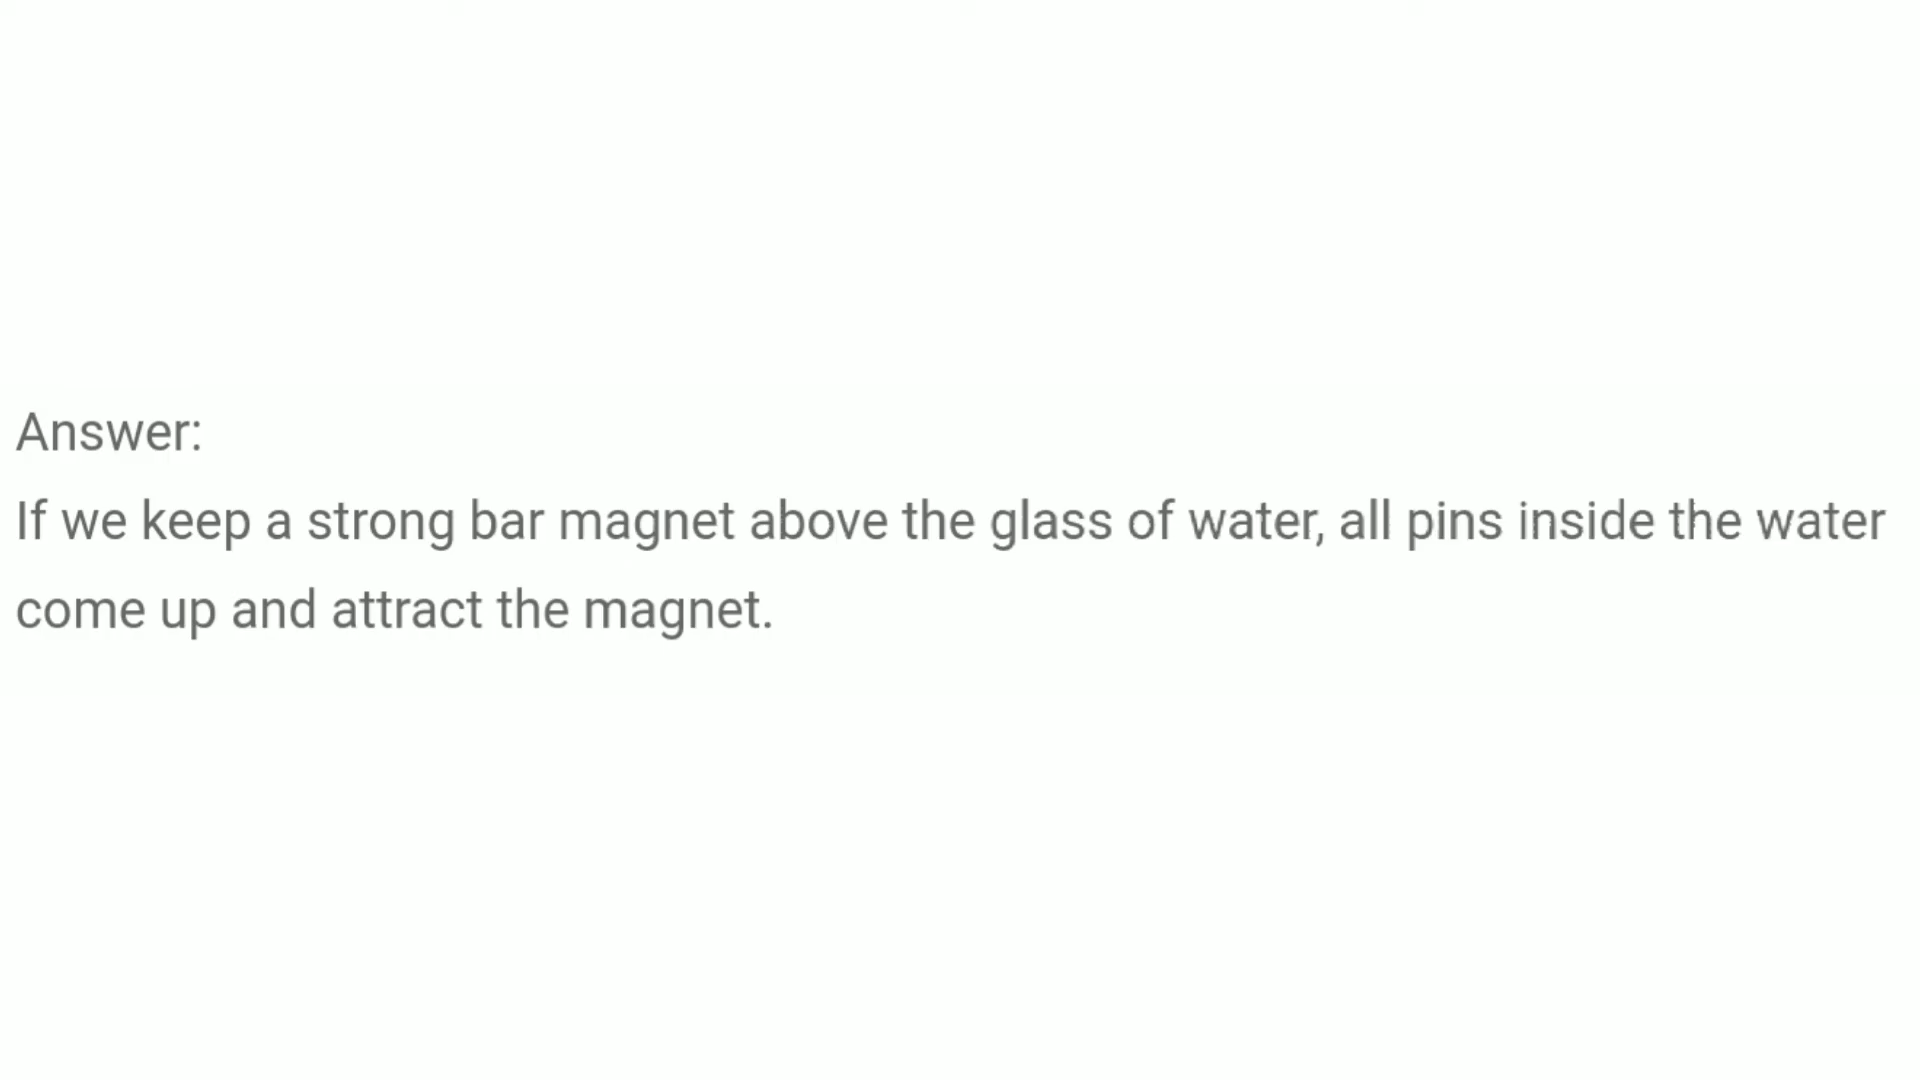 Answer:
If we keep a strong bar magnet above the glass of water, all pins inside the water
come up and attract the magnet.